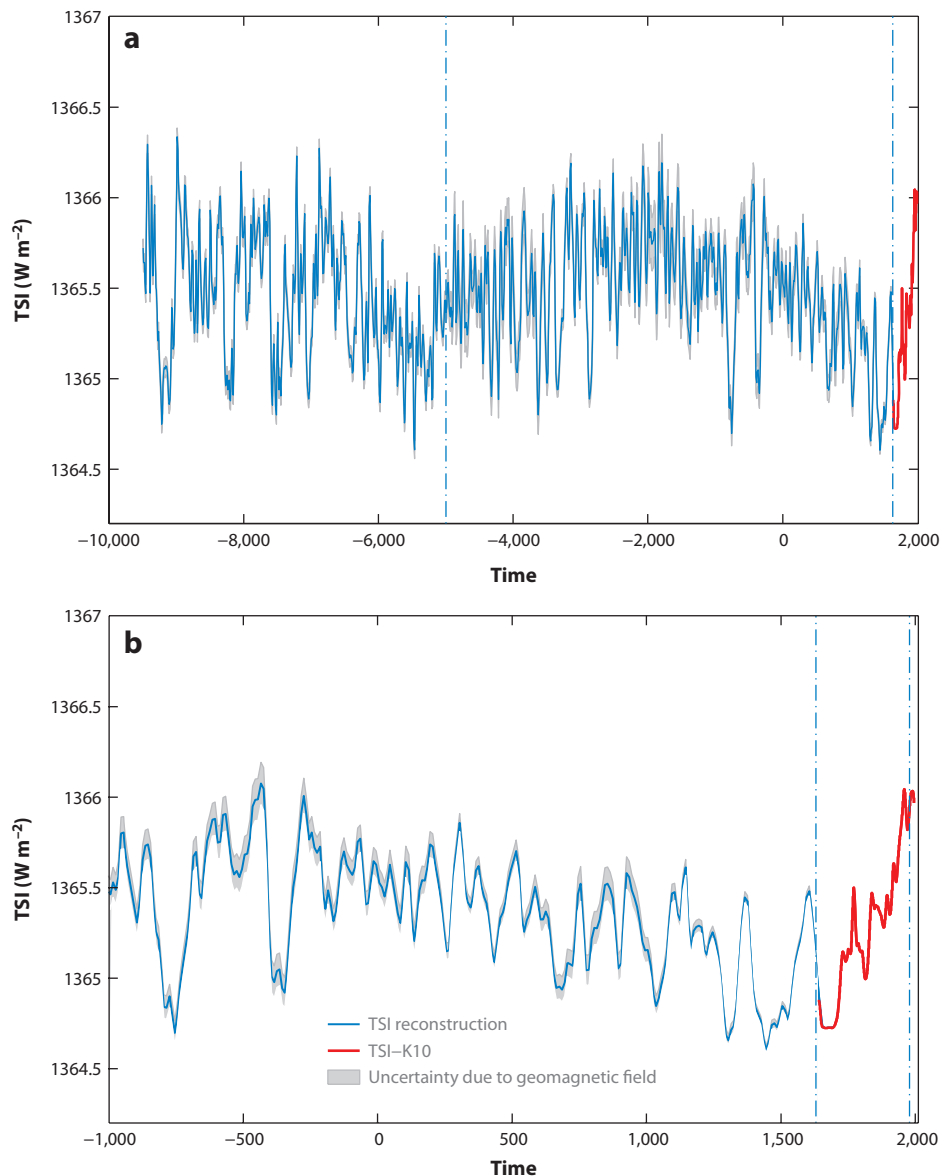 a
1367
1366.5
1366
1365.5
1365
1364.5
TSI (W m⁻²)
−10,000 −8,000 −6,000 −4,000 −2,000 0 2,000
Time
b
1367
1366.5
1366
1365.5
1365
1364.5
TSI (W m⁻²)
TSI reconstruction
TSI−K10
Uncertainty due to geomagnetic field
−1,000 −500 0 500 1,000 1,500 2,000
Time